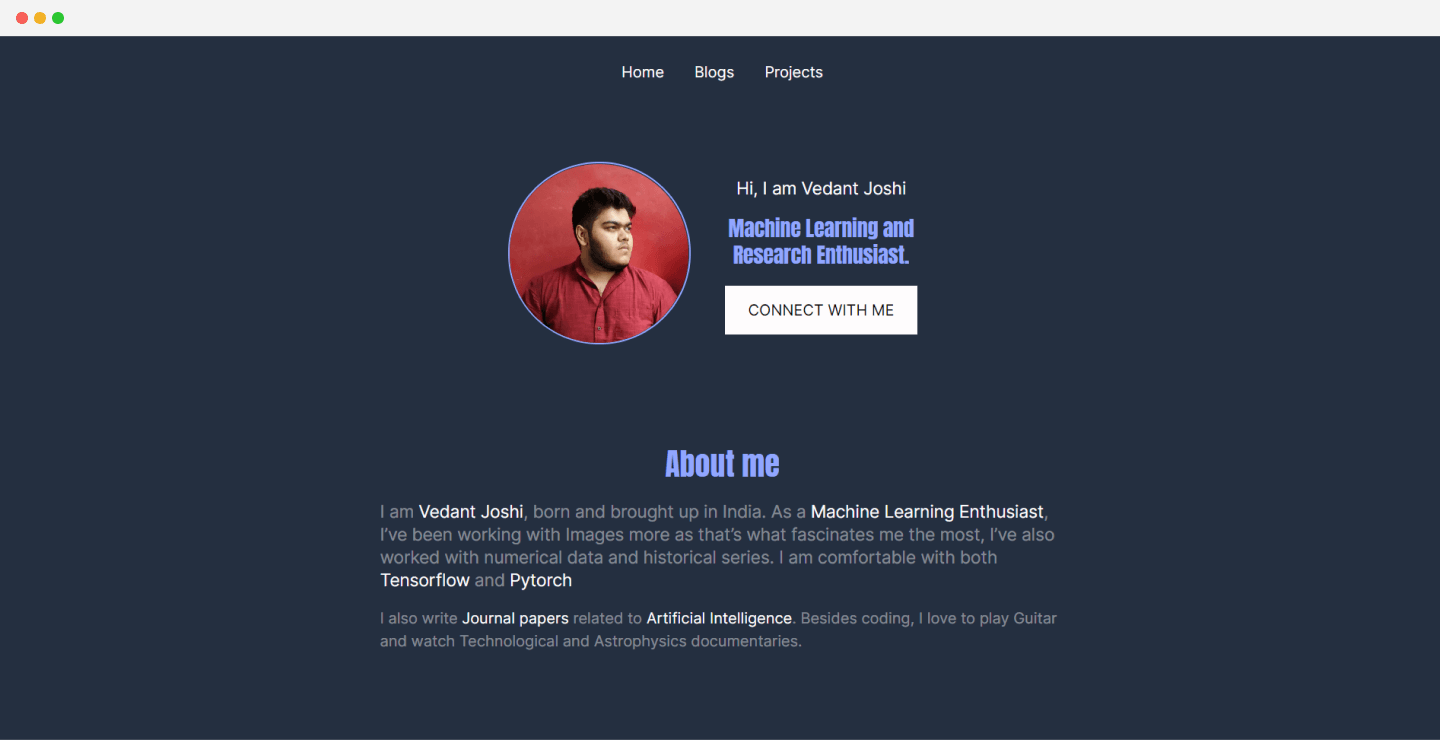 Home Blogs Projects
Hi, I am Vedant Joshi
Machine Learning and
Research Enthusiast.
CONNECT WITH ME
About me
I am Vedant Joshi, born and brought up in India. As a Machine Learning Enthusiast,
I’ve been working with Images more as that’s what fascinates me the most, I’ve also
worked with numerical data and historical series. I am comfortable with both
Tensorflow and Pytorch
I also write Journal papers related to Artificial Intelligence. Besides coding, I love to play Guitar
and watch Technological and Astrophysics documentaries.